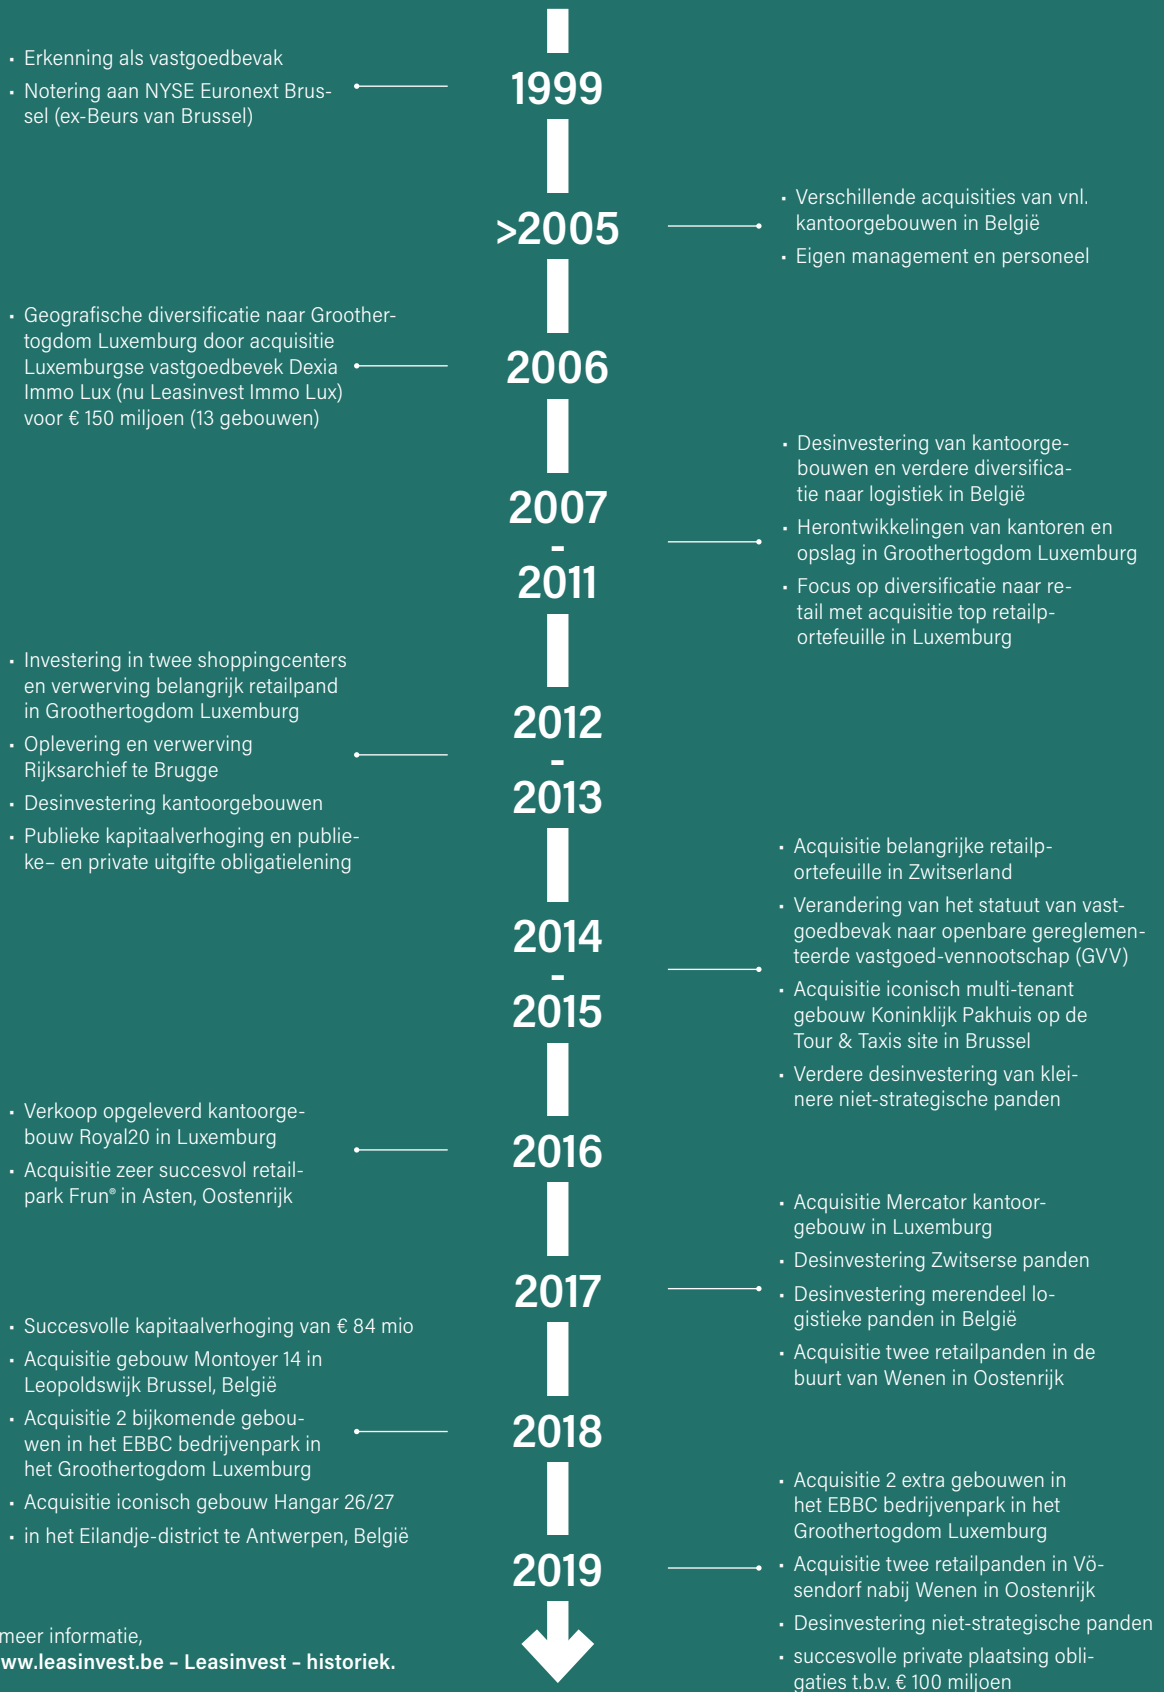 • Erkenning als vastgoedbevak
• Notering aan NYSE Euronext Brus-
sel (ex-Beurs van Brussel)
1999
>2005
• Verschillende acquisities van vnl.
kantoorgebouwen in België
• Eigen management en personeel
• Geografische diversificatie naar Groother-
togdom Luxemburg door acquisitie
Luxemburgse vastgoedbevek Dexia
Immo Lux (nu Leasinvest Immo Lux)
voor € 150 miljoen (13 gebouwen)
2006
2007
-
2011
• Desinvestering van kantoorge-
bouwen en verdere diversifica-
tie naar logistiek in België
• Herontwikkelingen van kantoren en
opslag in Groothertogdom Luxemburg
• Focus op diversificatie naar re-
tail met acquisitie top retailp-
ortefeuille in Luxemburg
• Investering in twee shoppingcenters
en verwerving belangrijk retailpand
in Groothertogdom Luxemburg
• Oplevering en verwerving
Rijksarchief te Brugge
• Desinvestering kantoorgebouwen
• Publieke kapitaalverhoging en publie-
ke– en private uitgifte obligatielening
2012
-
2013
2014
-
2015
• Acquisitie belangrijke retailp-
ortefeuille in Zwitserland
• Verandering van het statuut van vast-
goedbevak naar openbare gereglemen-
teerde vastgoed-vennootschap (GVV)
• Acquisitie iconisch multi-tenant
gebouw Koninklijk Pakhuis op de
Tour & Taxis site in Brussel
• Verdere desinvestering van klei-
nere niet-strategische panden
• Verkoop opgeleverd kantoorge-
bouw Royal20 in Luxemburg
• Acquisitie zeer succesvol retail-
park Frun® in Asten, Oostenrijk
2016
2017
• Acquisitie Mercator kantoor-
gebouw in Luxemburg
• Desinvestering Zwitserse panden
• Desinvestering merendeel lo-
gistieke panden in België
• Acquisitie twee retailpanden in de
buurt van Wenen in Oostenrijk
• Succesvolle kapitaalverhoging van € 84 mio
• Acquisitie gebouw Montoyer 14 in
Leopoldswijk Brussel, België
• Acquisitie 2 bijkomende gebou-
wen in het EBBC bedrijvenpark in
het Groothertogdom Luxemburg
• Acquisitie iconisch gebouw Hangar 26/27
• in het Eilandje-district te Antwerpen, België
2018
2019
• Acquisitie 2 extra gebouwen in
het EBBC bedrijvenpark in het
Groothertogdom Luxemburg
• Acquisitie twee retailpanden in Vö-
sendorf nabij Wenen in Oostenrijk
• Desinvestering niet-strategische panden
• succesvolle private plaatsing obli-
gaties t.b.v. € 100 miljoen
meer informatie,
ww.leasinvest.be – Leasinvest – historiek.